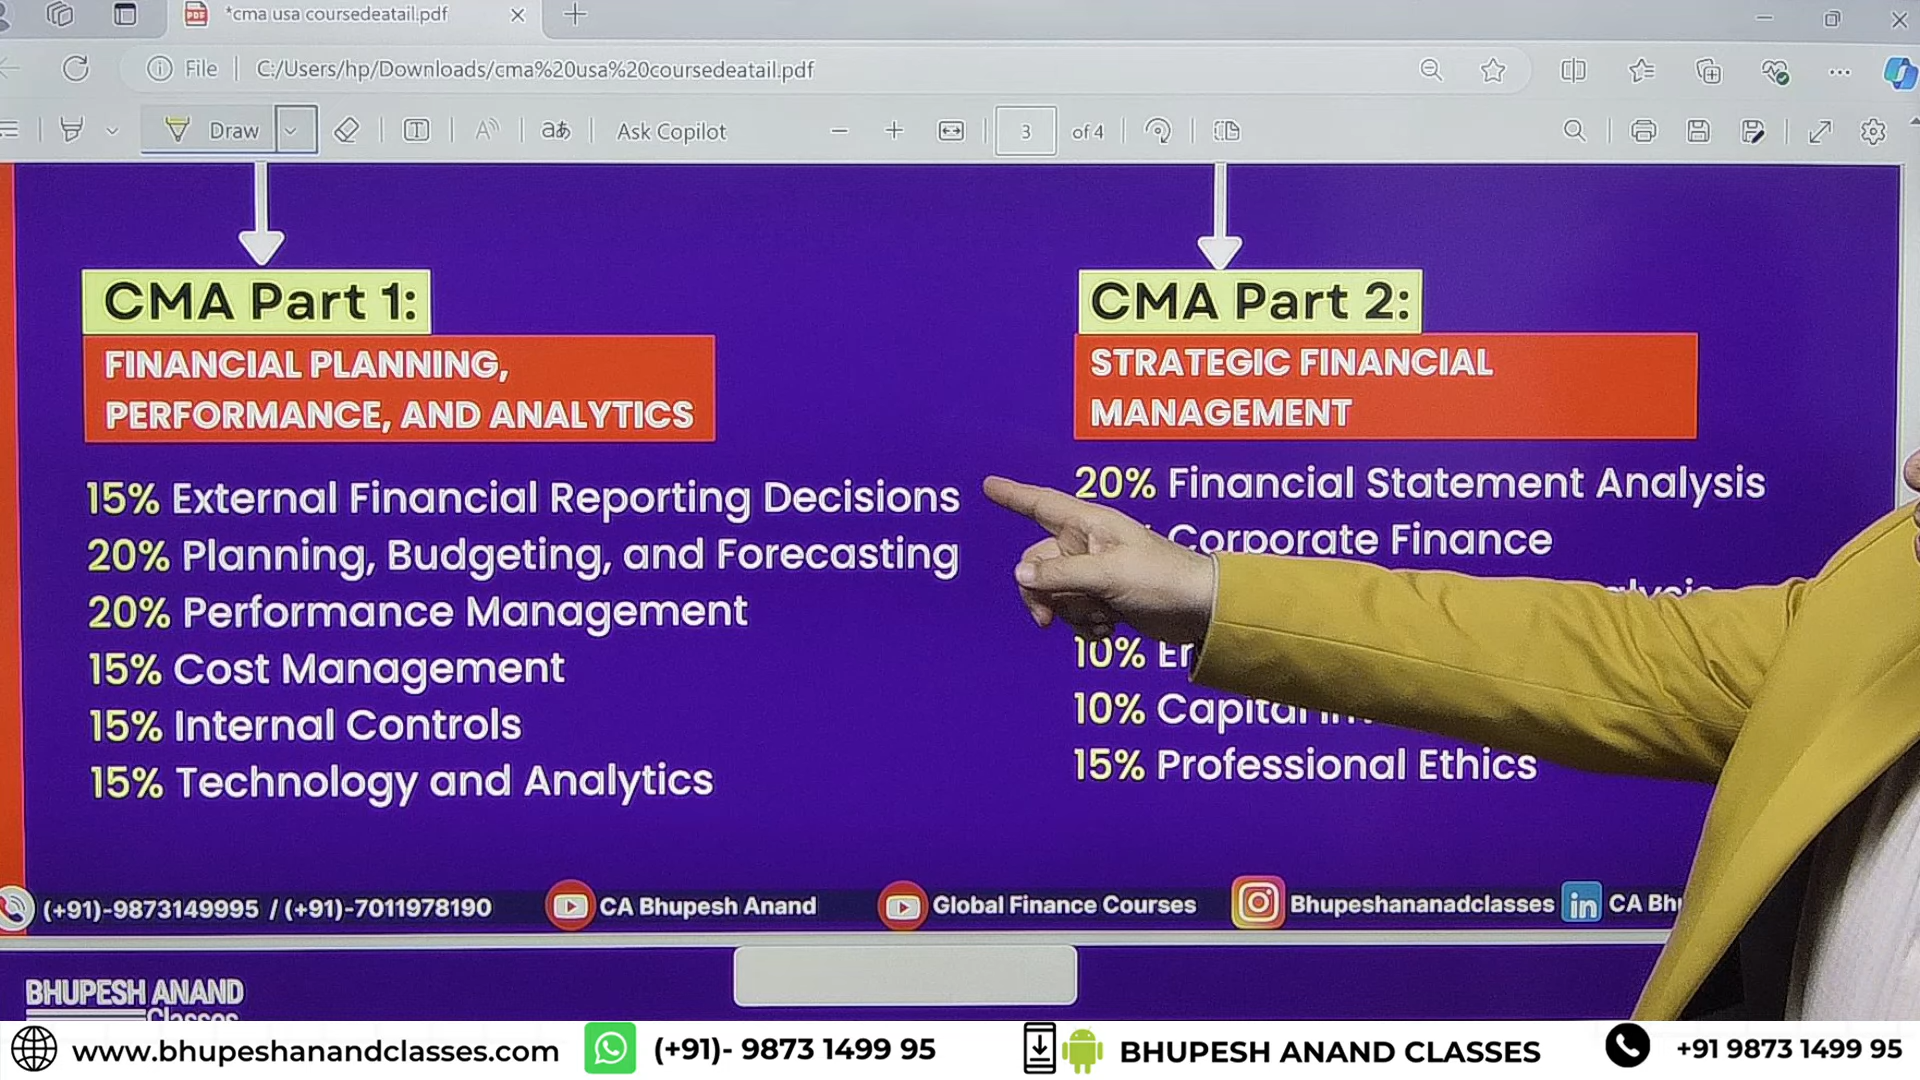 *cma usa coursedeatail.pdf
File
C:/Users/hp/Downloads/cma%20usa%20coursedeatail.pdf
Draw
Ask Copilot
3 of 4
CMA Part 1:
FINANCIAL PLANNING,
PERFORMANCE, AND ANALYTICS
15% External Financial Reporting Decisions
20% Planning, Budgeting, and Forecasting
20% Performance Management
15% Cost Management
15% Internal Controls
15% Technology and Analytics
CMA Part 2:
STRATEGIC FINANCIAL
MANAGEMENT
20% Financial Statement Analysis
Corporate Finance
10%
10% Capital
15% Professional Ethics
(+91)-9873149995 / (+91)-7011978190
CA Bhupesh Anand
Global Finance Courses
Bhupeshananadclasses
CA
BHUPESH ANAND
Classes
www.bhupeshanandclasses.com
(+91)- 9873 1499 95
BHUPESH ANAND CLASSES
+91 9873 1499 95